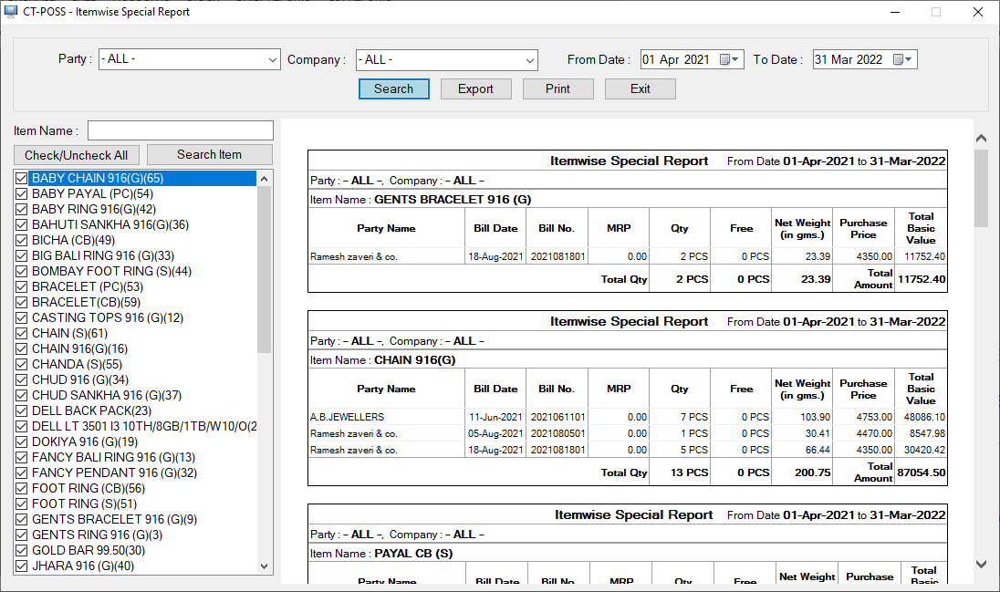 CT-POSS - Itemwise Special Report
Party : - ALL - Company : - ALL - From Date : 01 Apr 2021 To Date : 31 Mar 2022
Search Export Print Exit
Item Name :
Check/Uncheck All Search Item
BABY CHAIN 916(G)(65)
BABY PAYAL (PC)(54)
BABY RING 916(G)(42)
BAHUTI SANKHA 916(G)(36)
BICHA (CB)(49)
BIG BALI RING 916 (G)(33)
BOMBAY FOOT RING (S)(44)
BRACELET (PC)(53)
BRACELET(CB)(59)
CASTING TOPS 916 (G)(12)
CHAIN (S)(61)
CHAIN 916(G)(16)
CHANDA (S)(55)
CHUD 916 (G)(34)
CHUD SANKHA 916 (G)(37)
DELL BACK PACK(23)
DELL LT 3501 I3 10TH/8GB/1TB/W10/O(2
DOKIYA 916 (G)(19)
FANCY BALI RING 916 (G)(13)
FANCY PENDANT 916 (G)(32)
FOOT RING (CB)(56)
FOOT RING (S)(51)
GENTS BRACELET 916 (G)(9)
GENTS RING 916 (G)(3)
GOLD BAR 99.50(30)
JHARA 916 (G)(40)
Itemwise Special Report From Date 01-Apr-2021 to 31-Mar-2022
Party : - ALL -, Company : - ALL -
Item Name : GENTS BRACELET 916 (G)
Party Name Bill Date Bill No. MRP Qty Free Net Weight (in gms.) Purchase Price Total Basic Value
Ramesh zaveri & co. 18-Aug-2021 2021081801 0.00 2 PCS 0 PCS 23.39 4350.00 11752.40
Total Qty 2 PCS 0 PCS 23.39 Total Amount 11752.40
Itemwise Special Report From Date 01-Apr-2021 to 31-Mar-2022
Party : - ALL -, Company : - ALL -
Item Name : CHAIN 916(G)
Party Name Bill Date Bill No. MRP Qty Free Net Weight (in gms.) Purchase Price Total Basic Value
A.B.JEWELLERS 11-Jun-2021 2021061101 0.00 7 PCS 0 PCS 103.90 4753.00 48086.10
Ramesh zaveri & co. 05-Aug-2021 2021080501 0.00 1 PCS 0 PCS 30.41 4470.00 8547.98
Ramesh zaveri & co. 18-Aug-2021 2021081801 0.00 5 PCS 0 PCS 66.44 4350.00 30420.42
Total Qty 13 PCS 0 PCS 200.75 Total Amount 87054.50
Itemwise Special Report From Date 01-Apr-2021 to 31-Mar-2022
Party : - ALL -, Company : - ALL -
Item Name : PAYAL CB (S)
Party Name Bill Date Bill No. MRP Qty Free Net Weight Purchase Total Basic